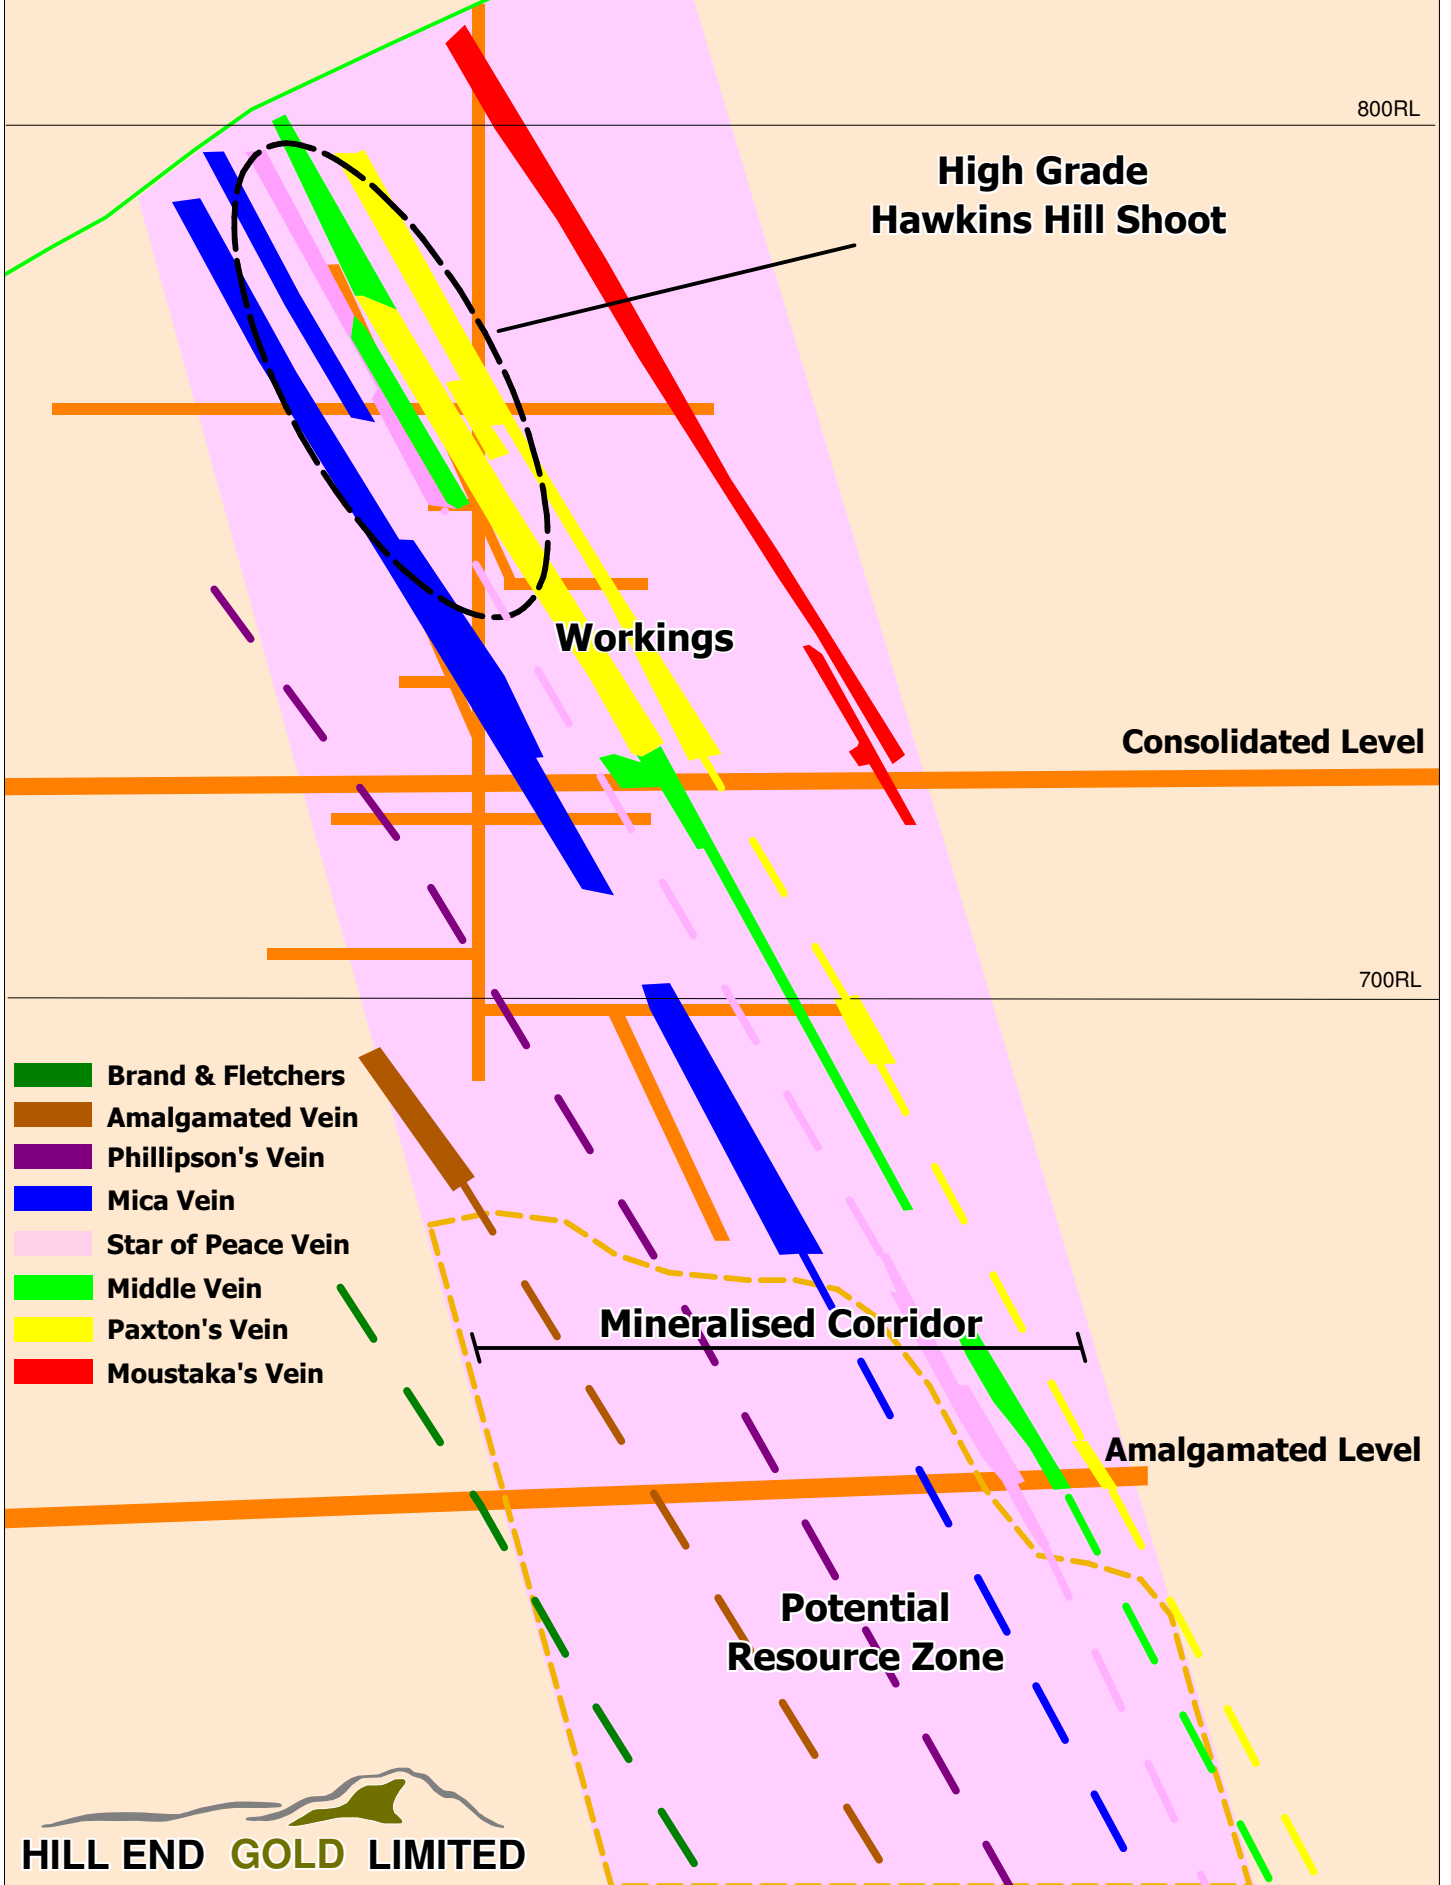 800RL
High Grade
Hawkins Hill Shoot
Workings
Consolidated Level
700RL
Brand & Fletchers
Amalgamated Vein
Phillipson's Vein
Mica Vein
Star of Peace Vein
Middle Vein
Paxton's Vein
Moustaka's Vein
Mineralised Corridor
Amalgamated Level
Potential
Resource Zone
HILL END GOLD LIMITED